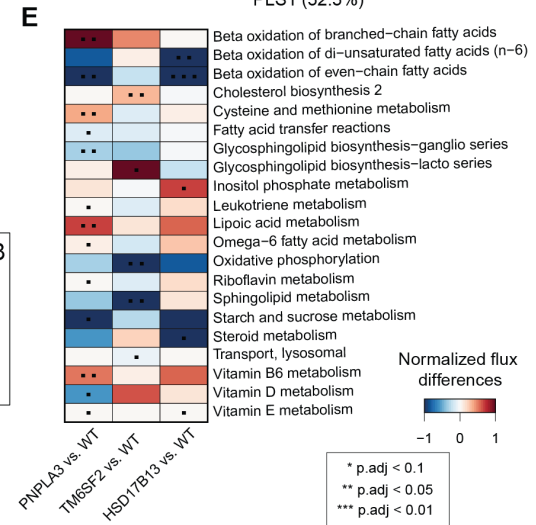 PLS1 (52.5%)
E
Beta oxidation of branched−chain fatty acids
Beta oxidation of di−unsaturated fatty acids (n−6)
Beta oxidation of even−chain fatty acids
Cholesterol biosynthesis 2
Cysteine and methionine metabolism
Fatty acid transfer reactions
Glycosphingolipid biosynthesis−ganglio series
Glycosphingolipid biosynthesis−lacto series
Inositol phosphate metabolism
Leukotriene metabolism
Lipoic acid metabolism
Omega−6 fatty acid metabolism
Oxidative phosphorylation
Riboflavin metabolism
Sphingolipid metabolism
Starch and sucrose metabolism
Steroid metabolism
Transport, lysosomal
Vitamin B6 metabolism
Vitamin D metabolism
Vitamin E metabolism
PNPLA3 vs. WT
TM6SF2 vs. WT
HSD17B13 vs. WT
Normalized flux
differences
−1 0 1
* p.adj < 0.1
** p.adj < 0.05
*** p.adj < 0.01